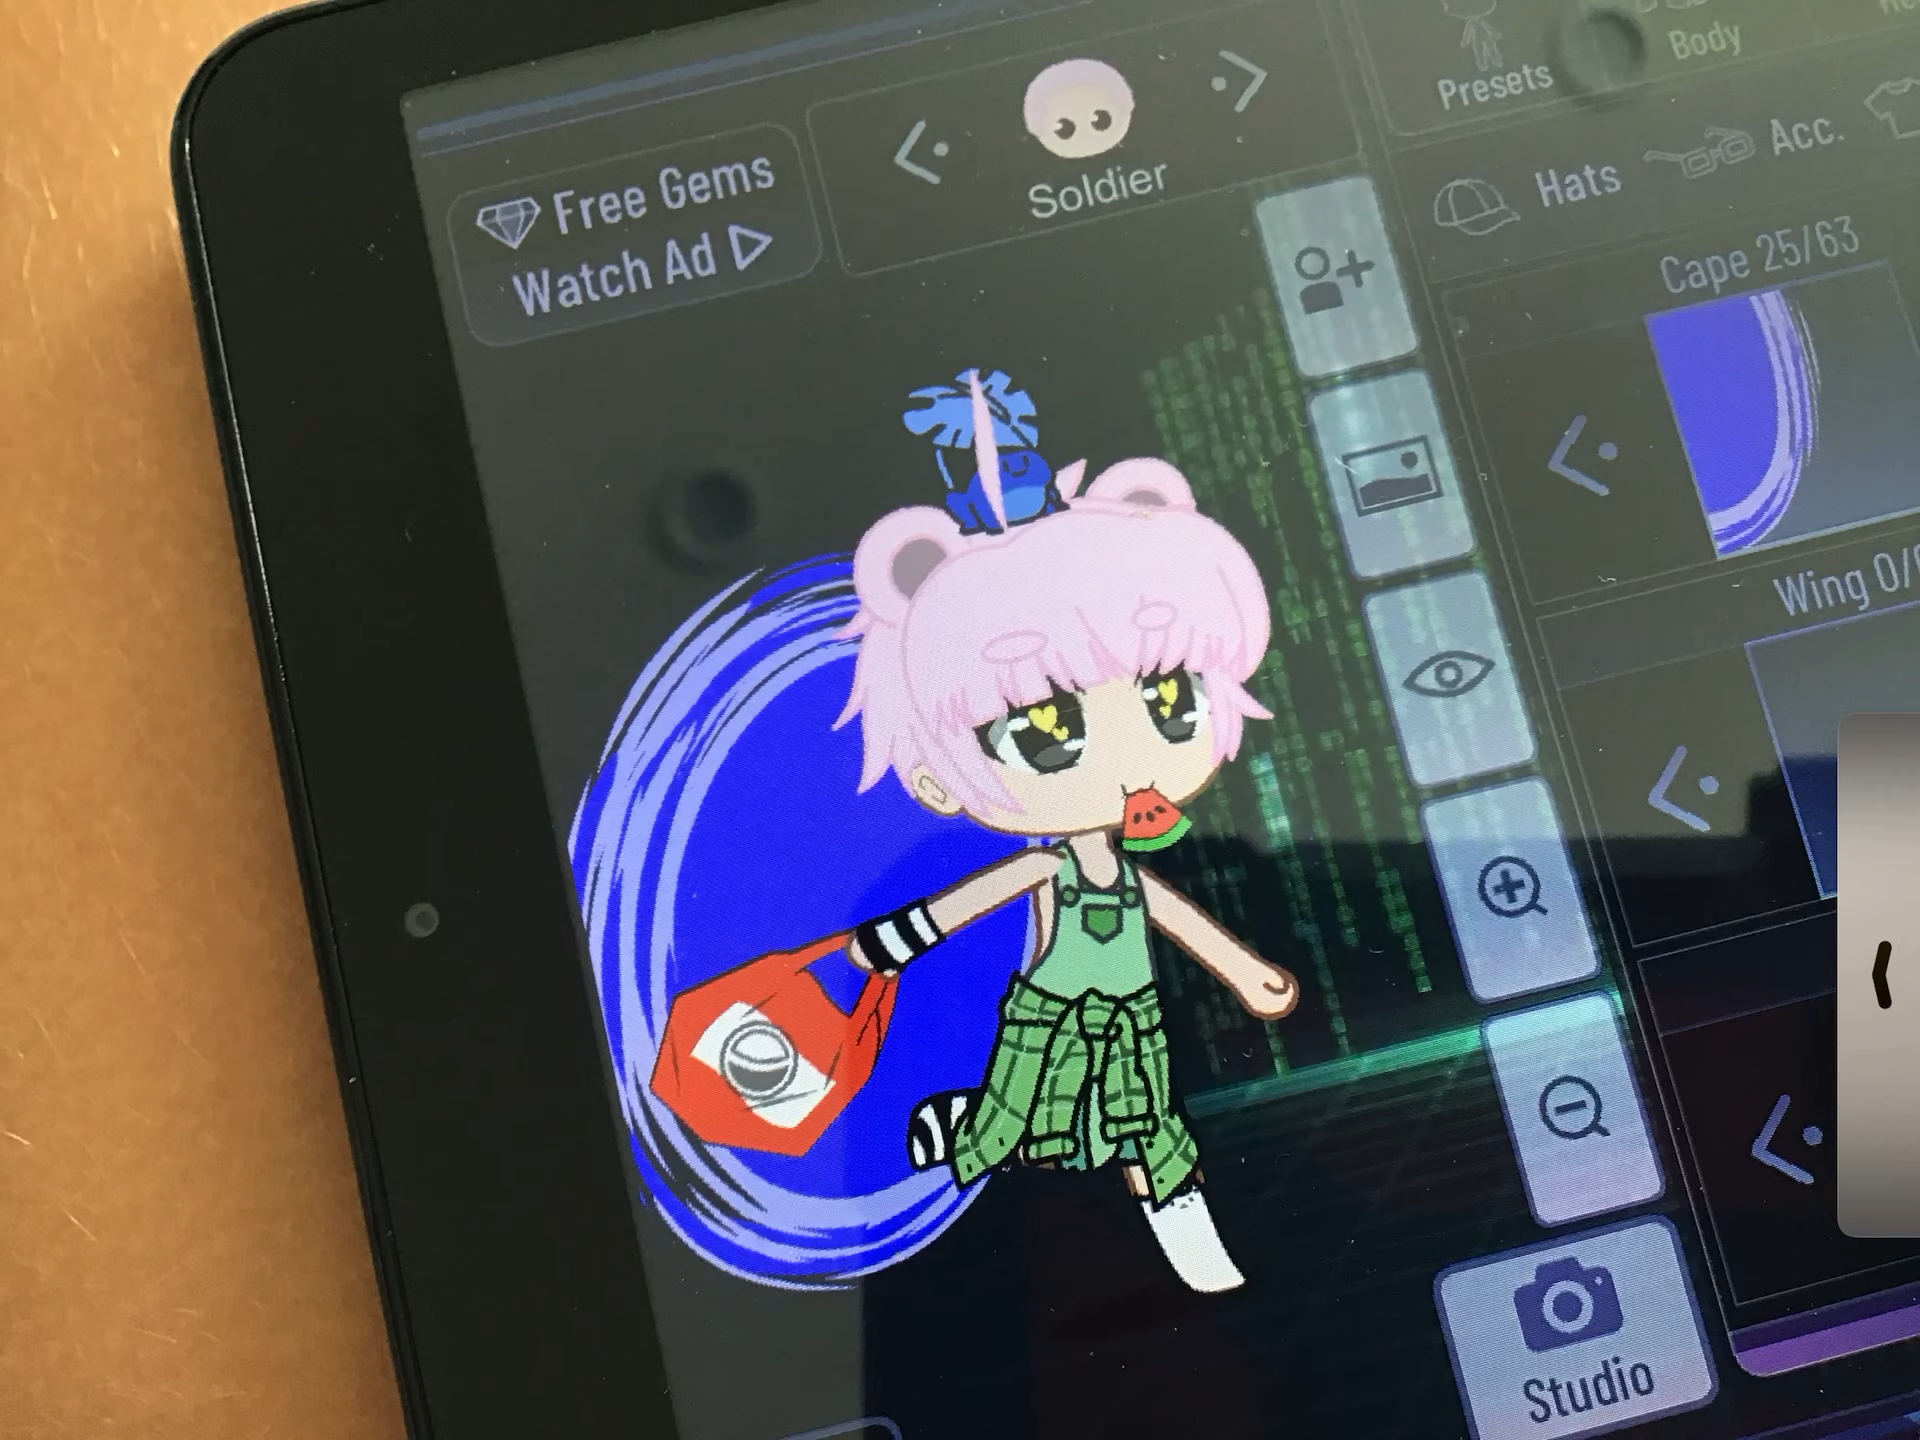 Free Gems
Watch Ad
Soldier
Presets
Body
Hats
Acc.
Cape 25/63
Wing 0/
Studio